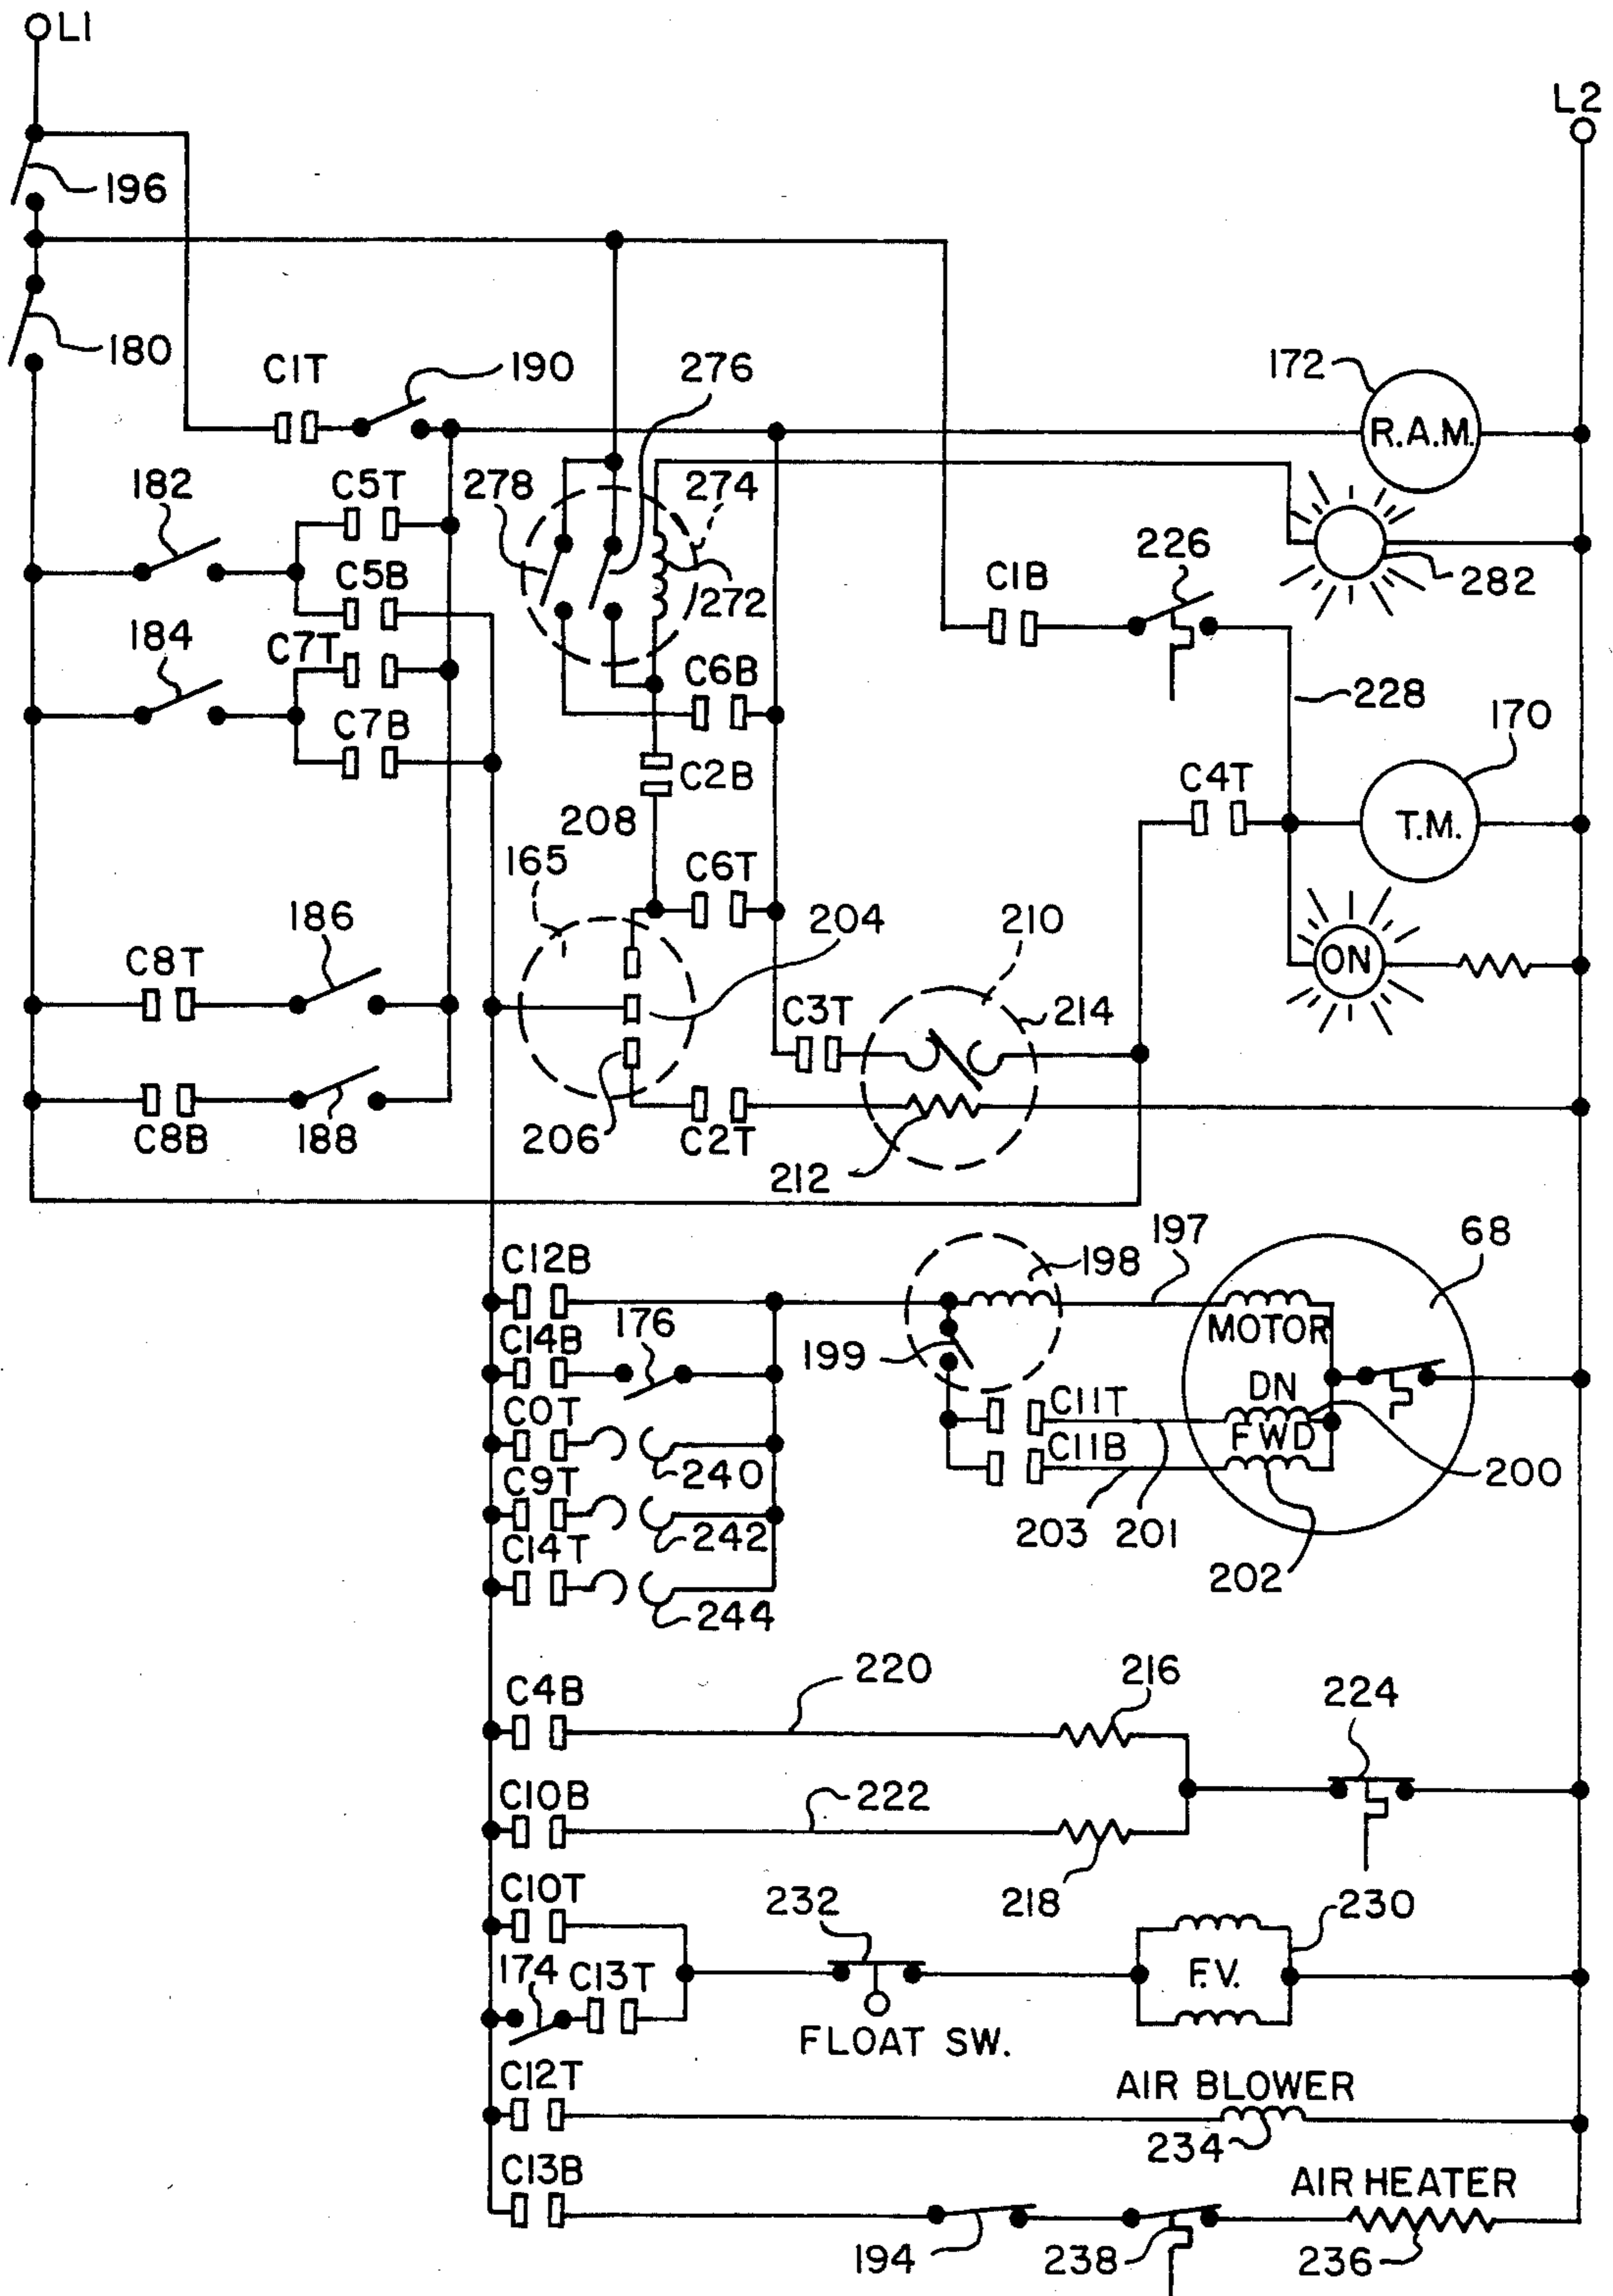 L1
L2
196
180
C1T
190
276
172
R.A.M.
182
C5T
278
274
C5B
272
C1B
226
282
184
C7T
C6B
228
C7B
C2B
170
C4T
T.M.
208
165
C6T
204
210
186
C8T
ON
C3T
214
C8B
188
206
C2T
212
C12B
197
68
198
C14B
176
MOTOR
199
DN
C0T
C11T
FWD
240
C11B
200
C9T
242
203
201
C14T
202
244
C4B
220
216
224
C10B
222
C10T
232
218
230
174
C13T
F.V.
FLOAT SW.
C12T
AIR BLOWER
234
C13B
AIR HEATER
194
238
236